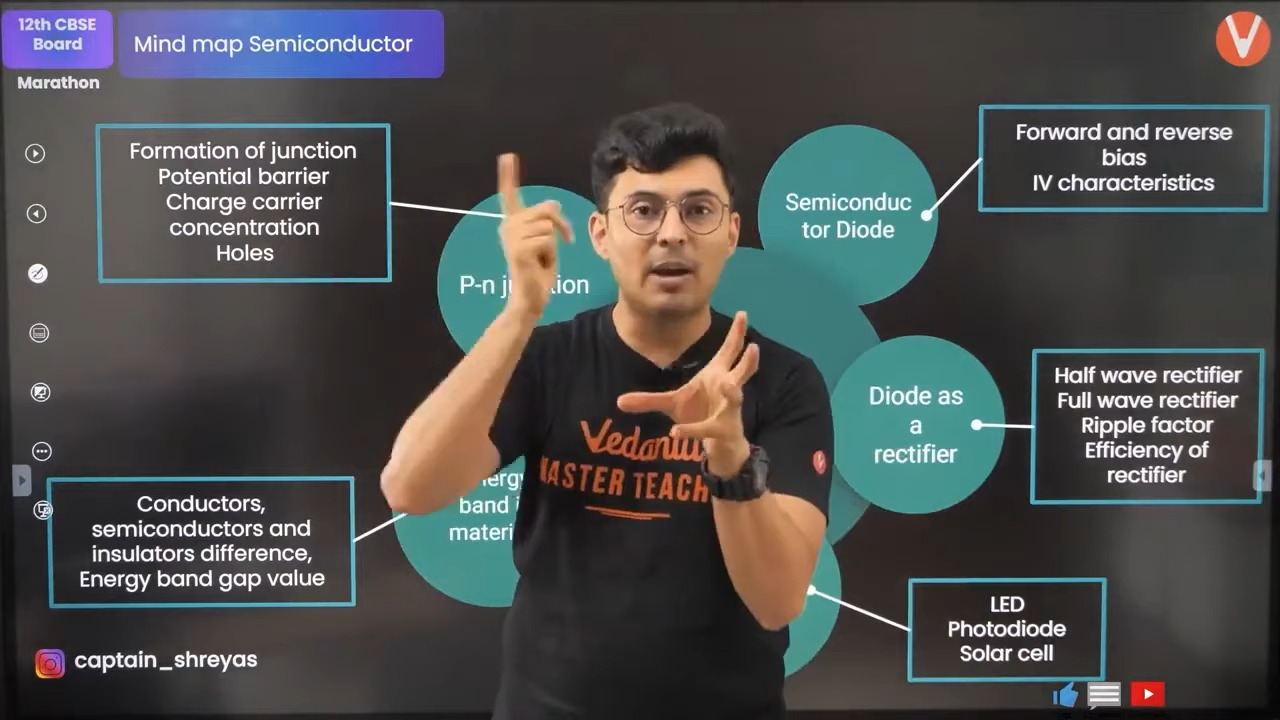 12th CBSE
Board
Marathon
Mind map Semiconductor
Formation of junction
Potential barrier
Charge carrier
concentration
Holes
P-n
Semiconduc
tor Diode
Forward and reverse
bias
IV characteristics
Diode as
a
rectifier
Half wave rectifier
Full wave rectifier
Ripple factor
Efficiency of
rectifier
band
Conductors,
semiconductors and
insulators difference,
Energy band gap value
LED
Photodiode
Solar cell
Vedantu
MASTER TEACH
captain_shreyas